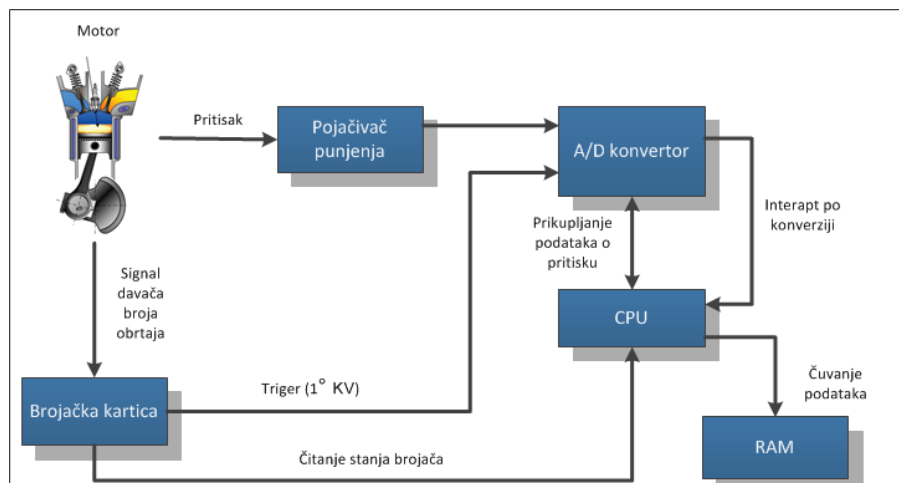 Motor
Pritisak
Pojačivač
punjenja
A/D konvertor
Interapt po
konverziji
Prikupljanje
podataka o
pritisku
Signal
davača
broja
obrtaja
CPU
Triger (1° KV)
Čuvanje
podataka
Brojačka kartica
Čitanje stanja brojača
RAM